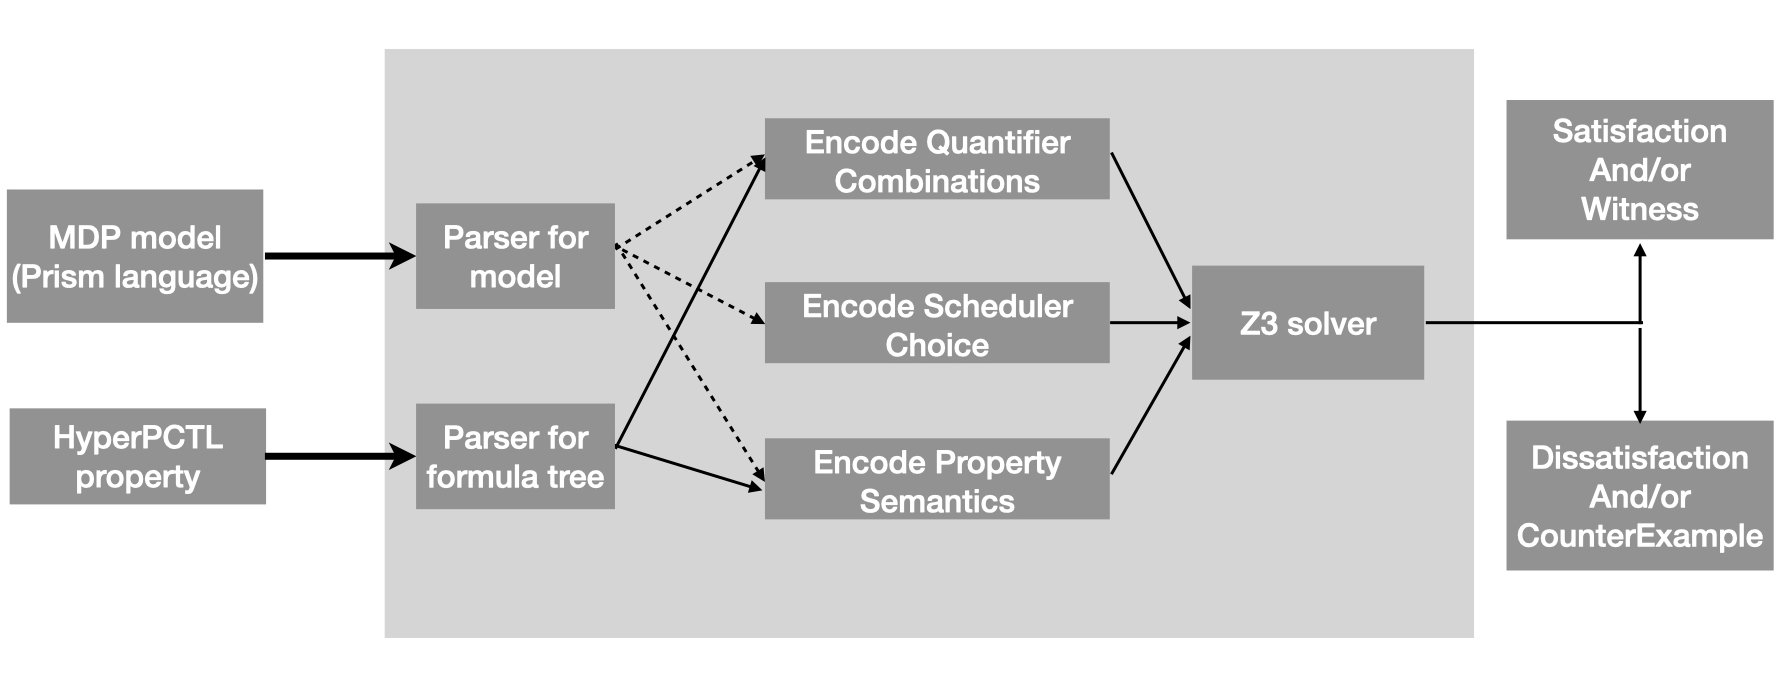 MDP model
(Prism language)
HyperPCTL
property
Parser for
model
Parser for
formula tree
Encode Quantifier
Combinations
Encode Scheduler
Choice
Encode Property
Semantics
Z3 solver
Satisfaction
And/or
Witness
Dissatisfaction
And/or
CounterExample